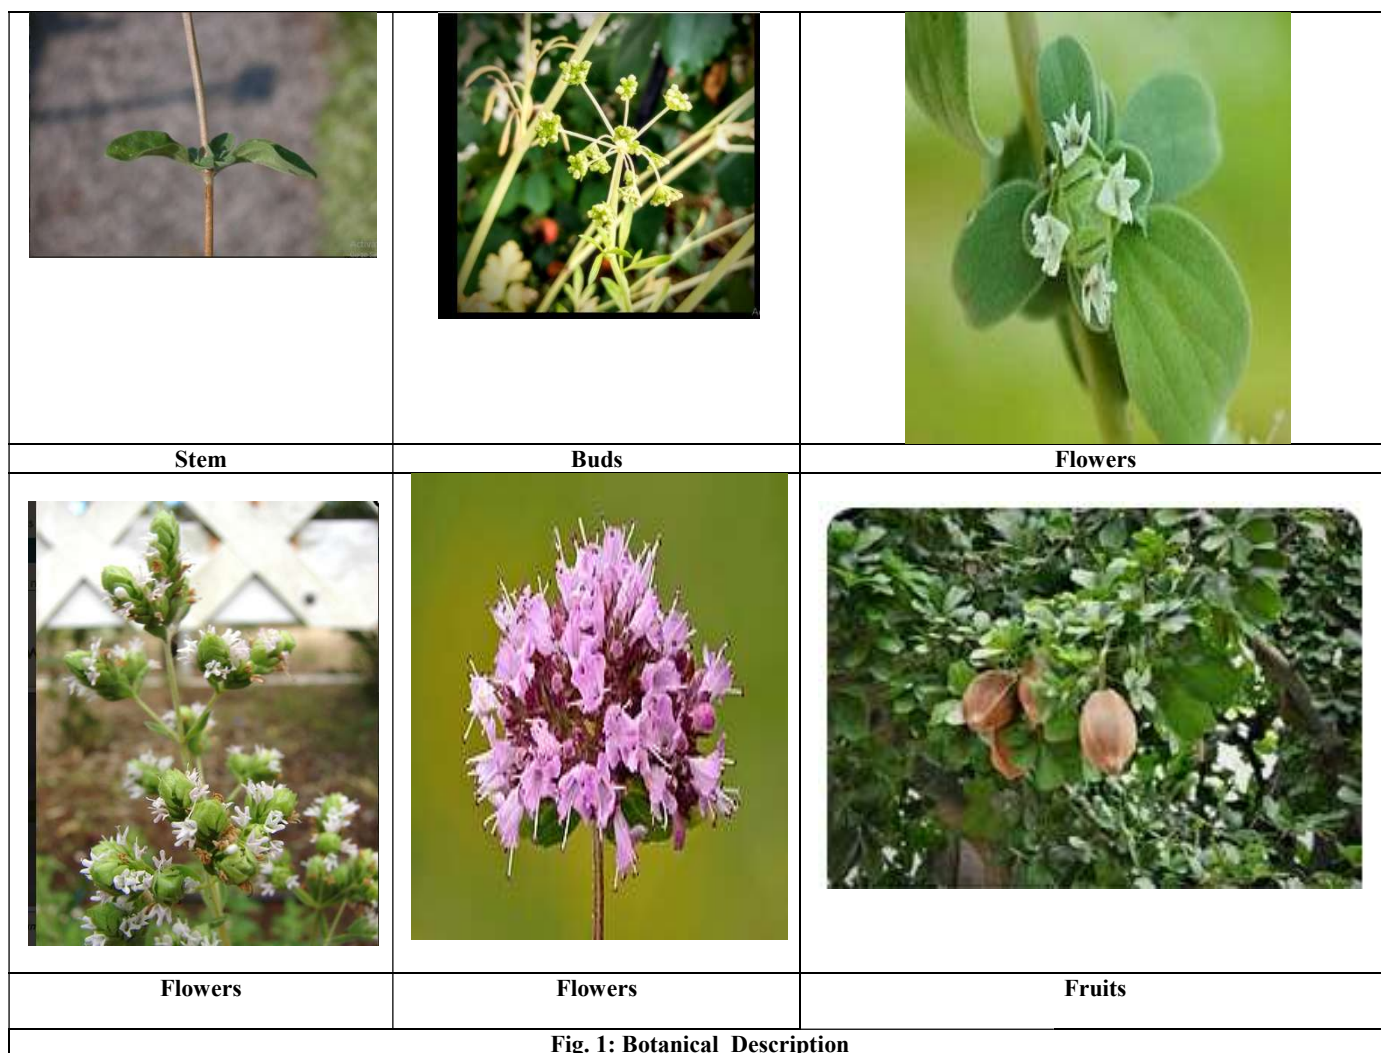 Stem
Buds
Flowers
Flowers
Flowers
Fruits
Fig. 1: Botanical Description